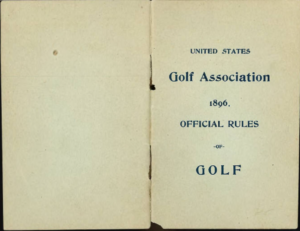 UNITED STATES
Golf Association
1896.
OFFICIAL RULES
-OF-
GOLF